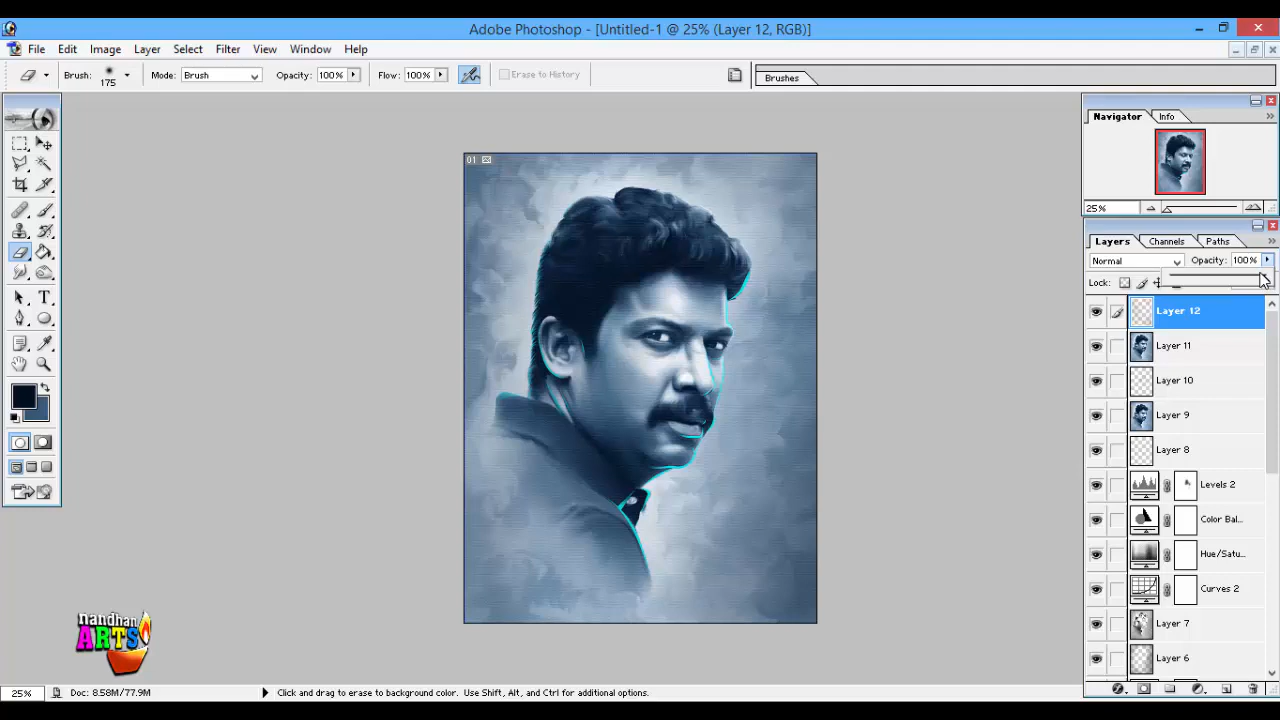 Adobe Photoshop - [Untitled-1 @ 25% (Layer 12, RGB)]
File Edit Image Layer Select Filter View Window Help
Brush: 175 Mode: Brush Opacity: 100% Flow: 100% Erase to History Brushes
Navigator Info
01
25%
Layers Channels Paths
Normal Opacity: 100%
Lock:
Layer 12
Layer 11
Layer 10
Layer 9
Layer 8
Levels 2
Color Bal...
Hue/Satu...
Curves 2
Layer 7
Layer 6
nandhan
ARTS
25% Doc: 8.58M/77.9M Click and drag to erase to background color. Use Shift, Alt, and Ctrl for additional options.